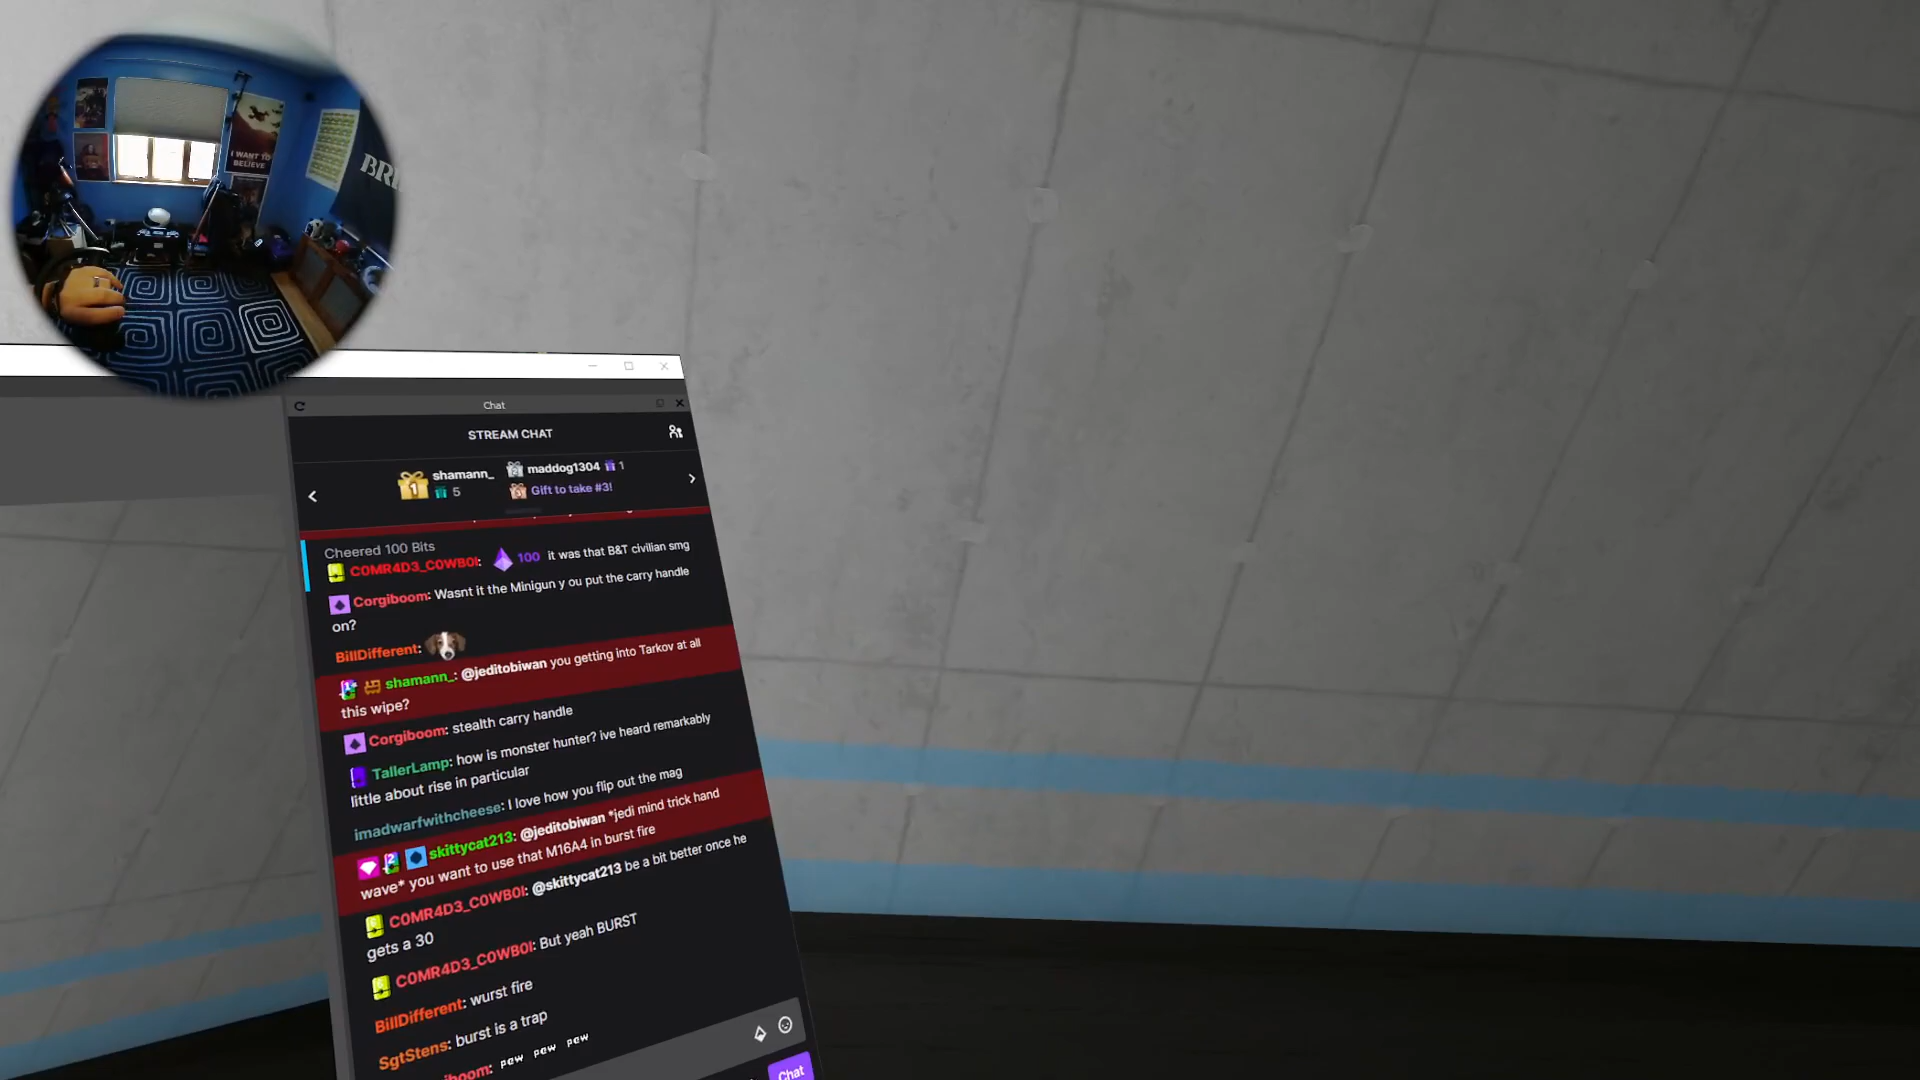 I WANT TO
BELIEVE
Chat
STREAM CHAT
shamann_
5
maddog1304 1
Gift to take #3!
Cheered 100 Bits
C0MR4D3_C0WB0I: 100 it was that B&T civilian smg
Corgiboom: Wasnt it the Minigun y ou put the carry handle
on?
BillDifferent:
shamann_: @jeditobiwan you getting into Tarkov at all
this wipe?
Corgiboom: stealth carry handle
TallerLamp: how is monster hunter? ive heard remarkably
little about rise in particular
imadwarfwithcheese: I love how you flip out the mag
skittycat213: @jeditobiwan *jedi mind trick hand
wave* you want to use that M16A4 in burst fire
C0MR4D3_C0WB0I: @skittycat213 be a bit better once he
gets a 30
C0MR4D3_C0WB0I: But yeah BURST
BillDifferent: wurst fire
SgtStens: burst is a trap
boom: pew pew pew
Chat